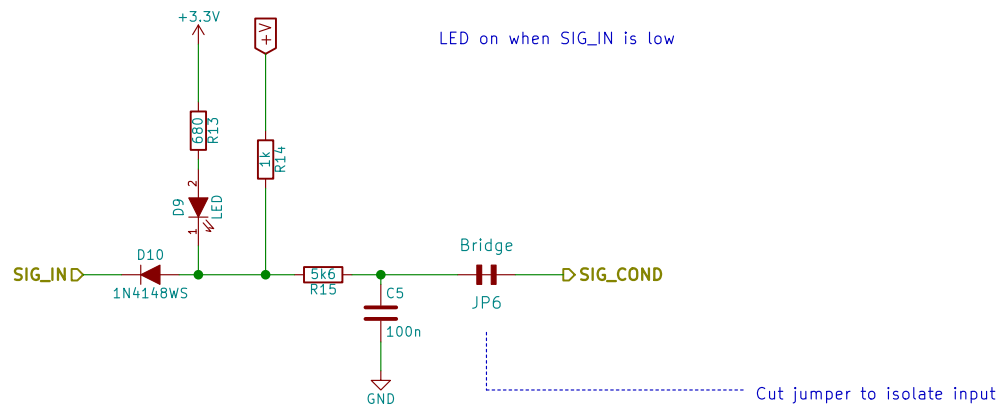 +3.3V
+V
LED on when SIG_IN is low
680
R13
1k
R14
2
D9
LED
1
Bridge
D10
SIG_IN
5k6
SIG_COND
1N4148WS
R15
C5
JP6
100n
GND
Cut jumper to isolate input